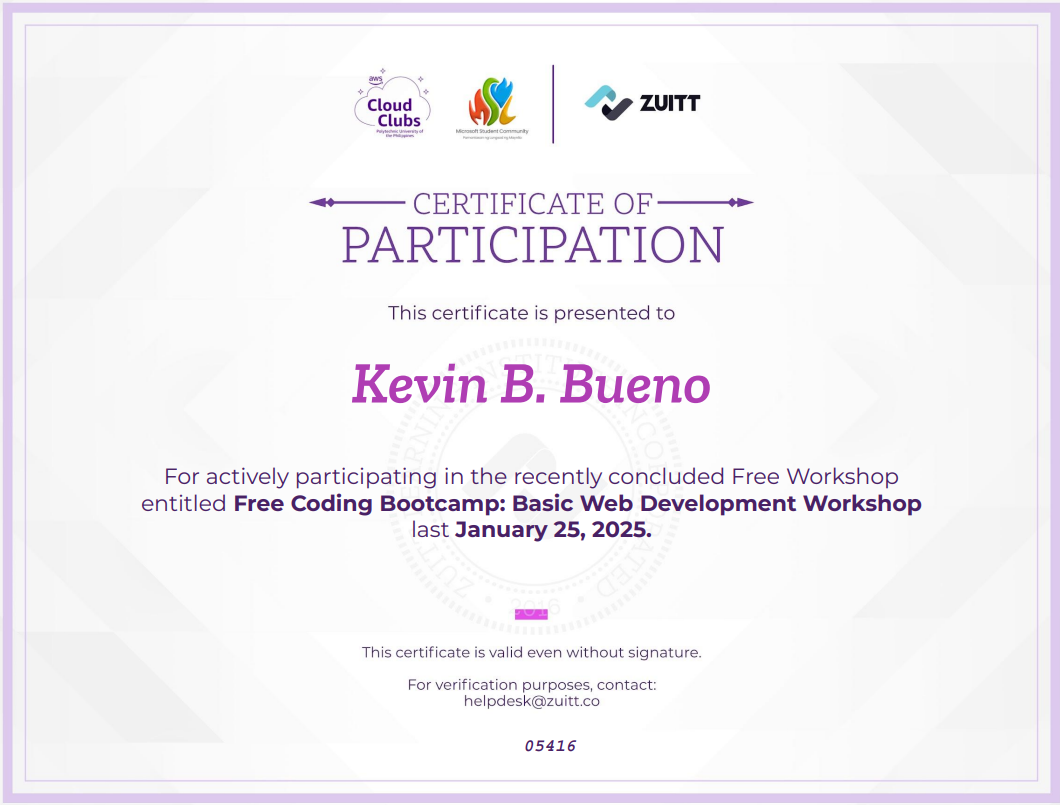 aws
Cloud
Clubs
Polytechnic University of
the Philippines
Microsoft Student Community
ZUITT
CERTIFICATE OF
PARTICIPATION
This certificate is presented to
Kevin B. Bueno
For actively participating in the recently concluded Free Workshop
entitled Free Coding Bootcamp: Basic Web Development Workshop
last January 25, 2025.
2016
This certificate is valid even without signature.
For verification purposes, contact:
helpdesk@zuitt.co
05416